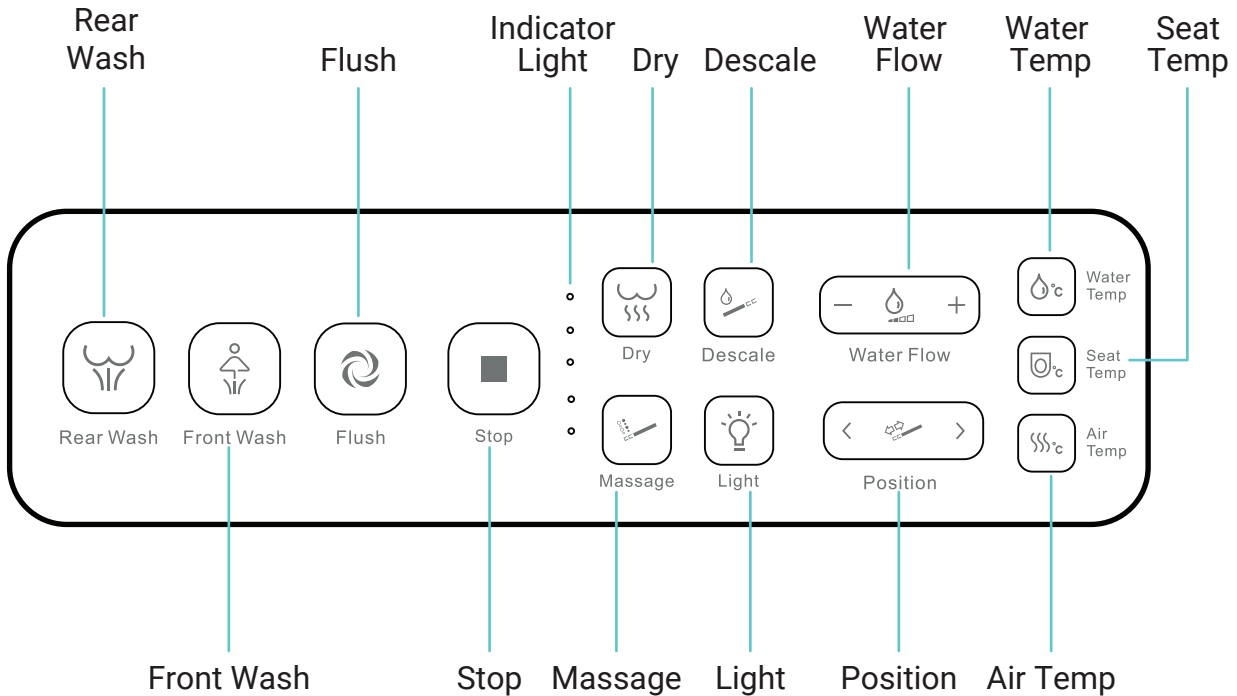 Rear
Wash
Flush
Indicator
Light
Dry
Descale
Water
Flow
Water
Temp
Seat
Temp
Rear Wash
Front Wash
Flush
Stop
Dry
Descale
Water Flow
°C
Water
Temp
°C
Seat
Temp
Massage
Light
Position
°C
Air
Temp
Front Wash
Stop
Massage
Light
Position
Air Temp